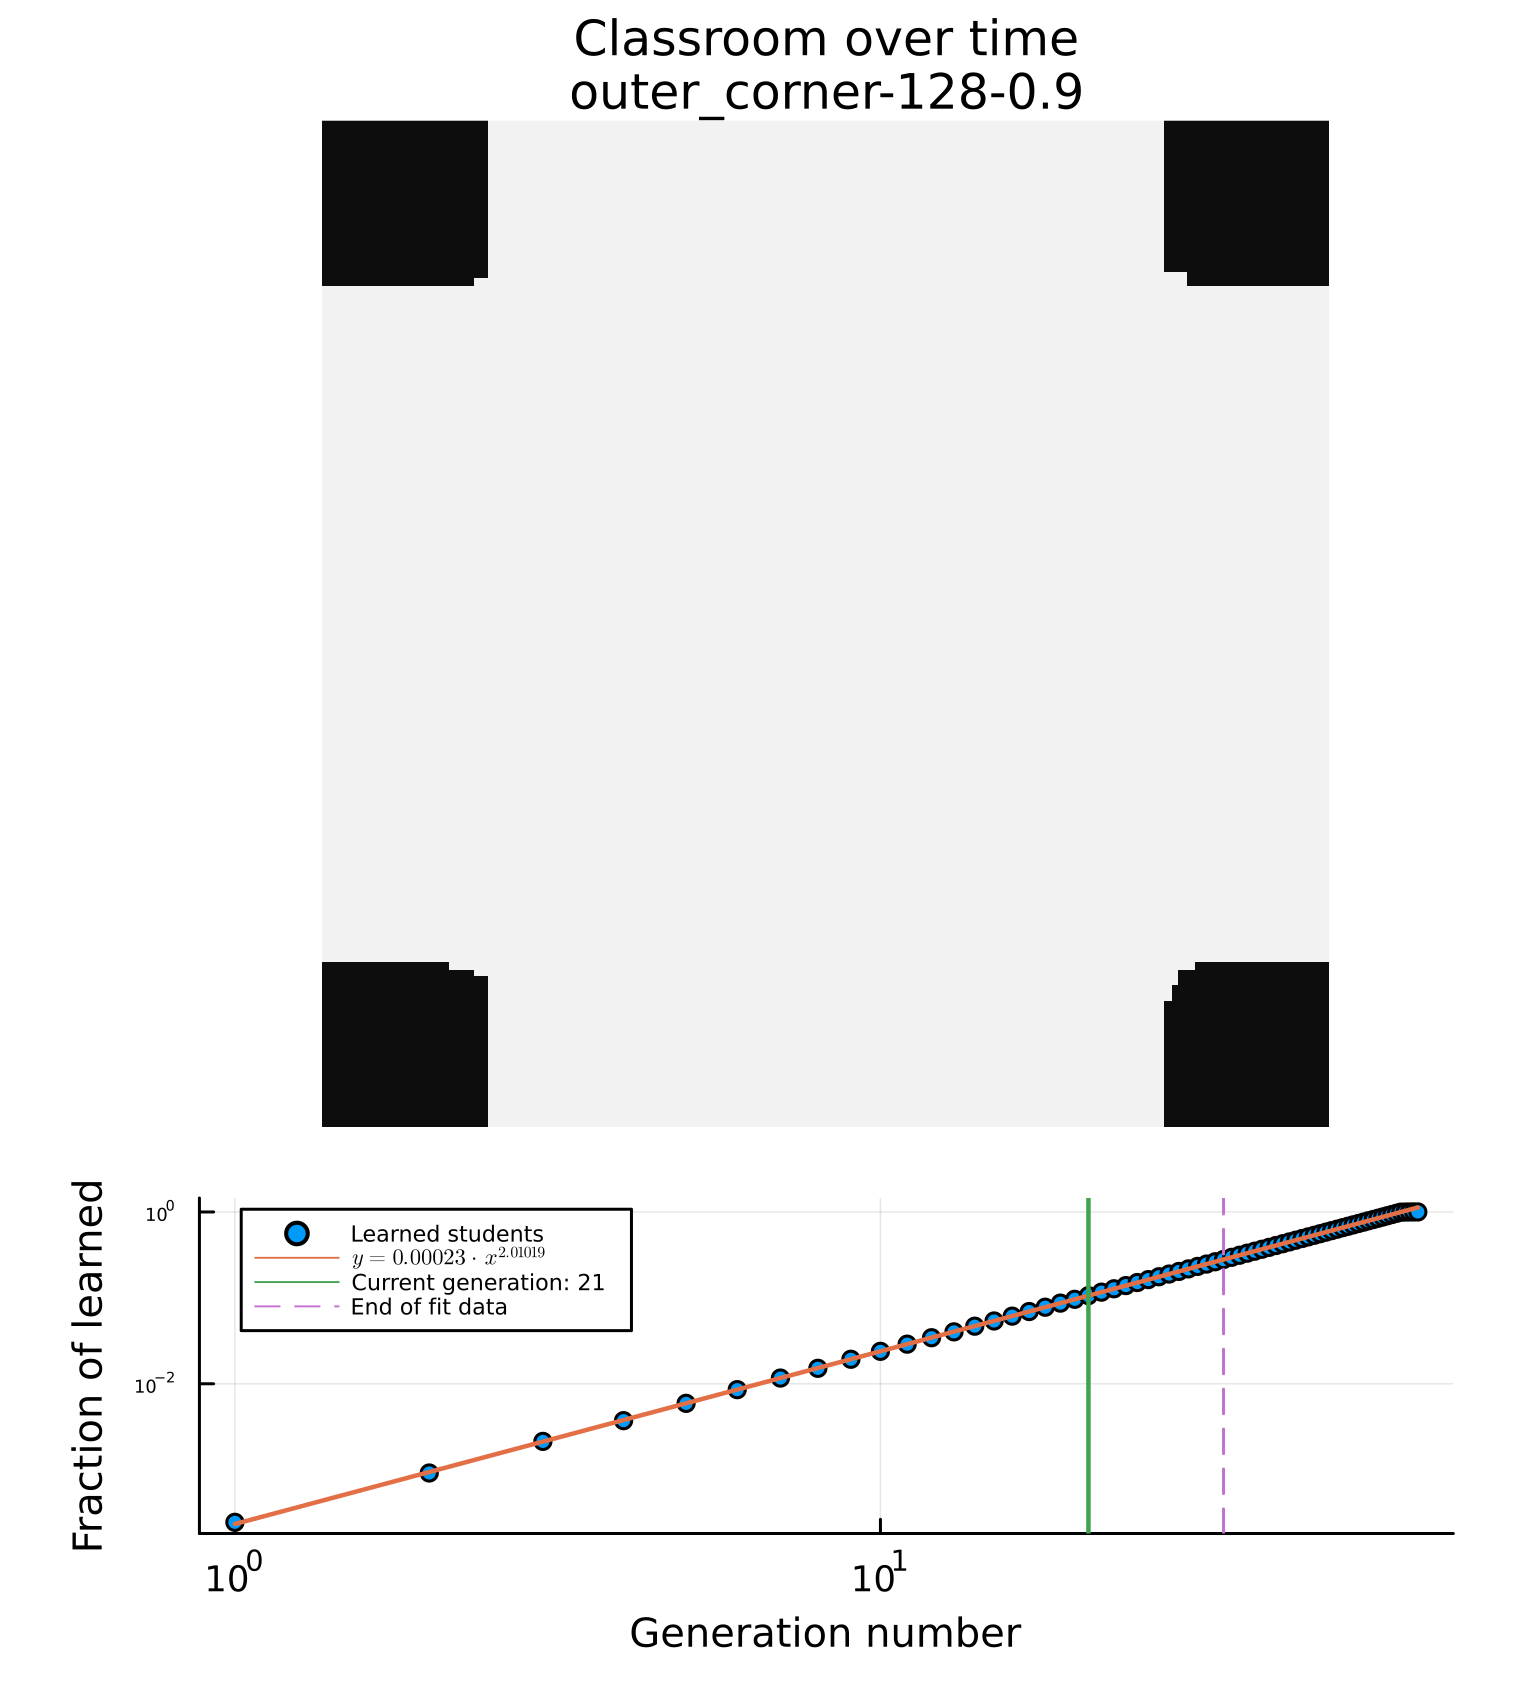 Classroom over time
outer_corner-128-0.9
Fraction of learned
10⁰
10⁻²
Learned students
y = 0.00023 · x^2.01019
Current generation: 21
End of fit data
10⁰
10¹
Generation number